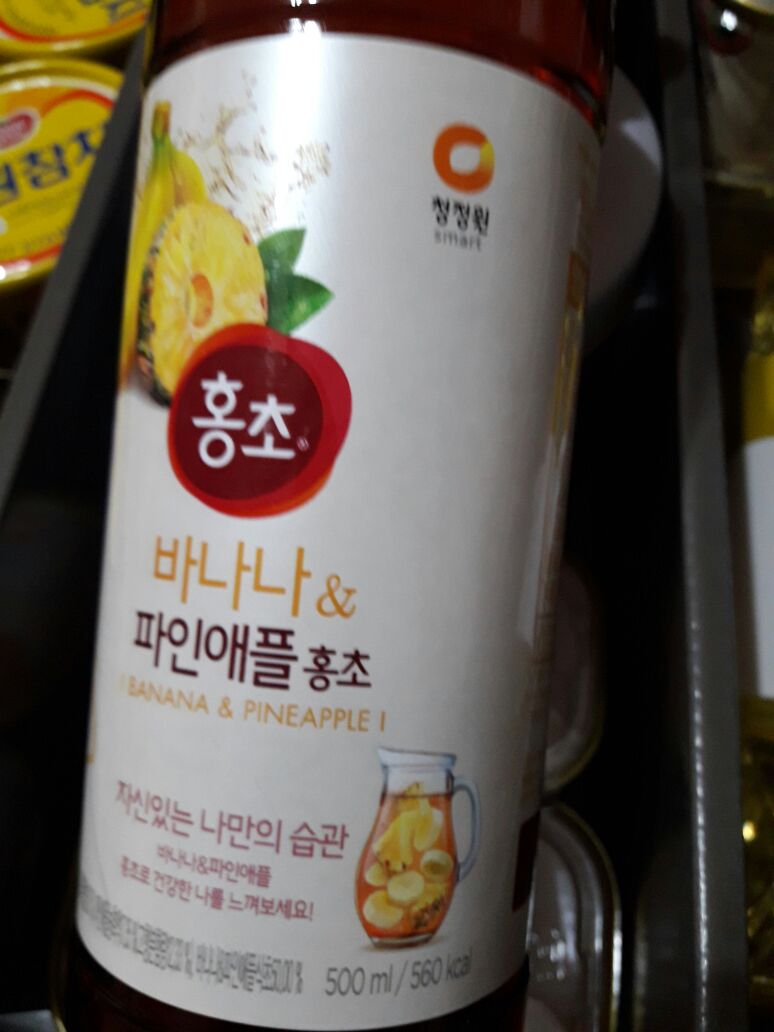 청정원
smart
홍초
바나나 &
파인애플 홍초
BANANA & PINEAPPLE
자신있는 나만의 습관
바나나&파인애플
홍초로 건강한 나를 느껴보세요!
500 ml / 560 kcal